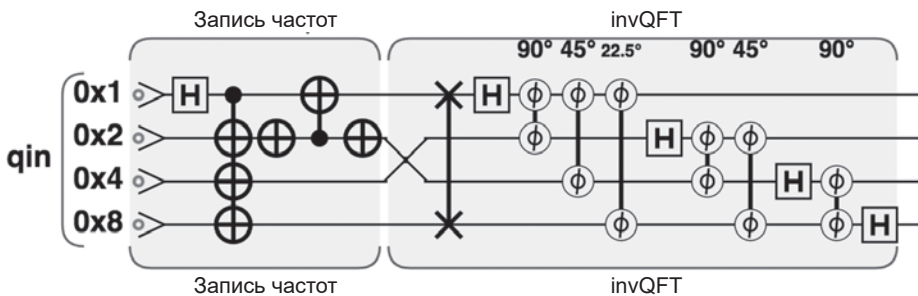 Запись частот invQFT
90° 45° 22.5° 90° 45° 90°
0x1 H H
0x2 H
qin
0x4 H
0x8 H
Запись частот invQFT